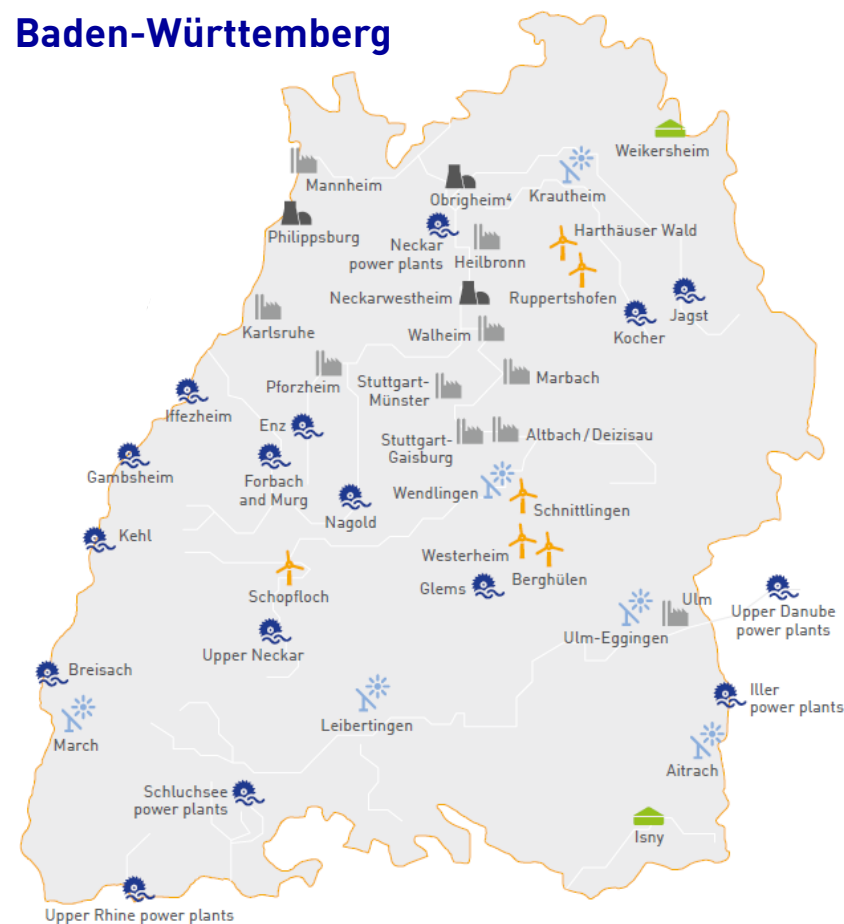 Baden-Württemberg
Weikersheim
Mannheim
Obrigheim⁴
Krautheim
Philippsburg
Neckar
power plants
Heilbronn
Harthäuser Wald
Neckarwestheim
Ruppertshofen
Jagst
Karlsruhe
Walheim
Kocher
Pforzheim
Stuttgart-
Münster
Marbach
Iffezheim
Enz
Stuttgart-
Gaisburg
Altbach/Deizisau
Gambsheim
Forbach
and Murg
Nagold
Wendlingen
Schnittlingen
Kehl
Westerheim
Berghülen
Schopfloch
Glems
Ulm
Upper Danube
power plants
Ulm-Eggingen
Upper Neckar
Breisach
Iller
power plants
March
Leibertingen
Aitrach
Schluchsee
power plants
Isny
Upper Rhine power plants